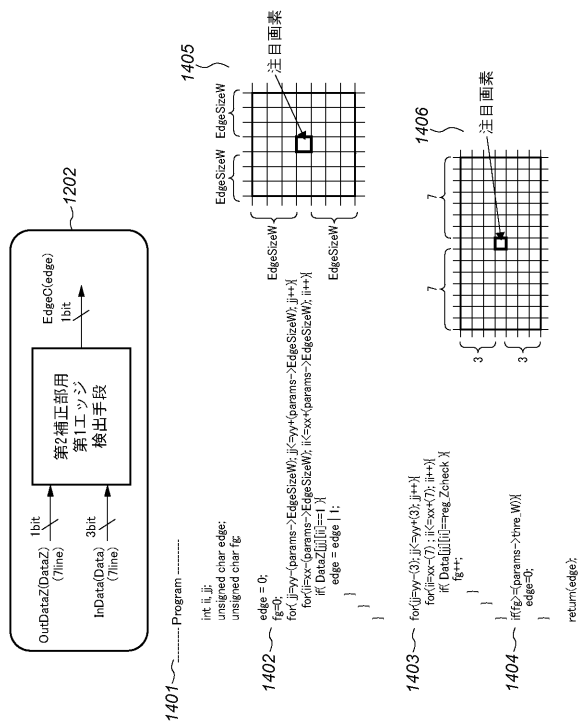 1202
OutDataZ(DataZ)
(7line)
1bit
InData(Data)
(7line)
3bit
第2補正部用
第1エッジ
検出手段
EdgeC(edge)
1bit
1401
---------- Program ----------
int ii, jj;
unsigned char edge;
unsigned char fg;
edge = 0;
fg=0;
1402
for( jj=yy-(params->EdgeSizeW); jj<=yy+(params->EdgeSizeW); jj++){
for(ii=xx-(params->EdgeSizeW); ii<=xx+(params->EdgeSizeW); ii++){
if( DataZ[jj][ii]==1 ) {
edge = edge | 1;
}
}
}
1403
for(jj=yy-(3); jj<=yy+(3); jj++){
for(ii=xx-(7) ; ii<=xx+(7); ii++){
if( Data[jj][ii]==reg_Zcheck ){
fg++;
}
}
}
1404
if(fg>=(params->thre_W)){
edge=0;
}
return(edge);
1405
EdgeSizeW
EdgeSizeW
EdgeSizeW
EdgeSizeW
注目画素
1406
7
7
3
3
注目画素